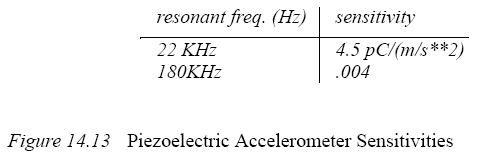 resonant freq. (Hz) sensitivity
22 KHz 4.5 pC/(m/s**2)
180KHz .004
Figure 14.13 Piezoelectric Accelerometer Sensitivities